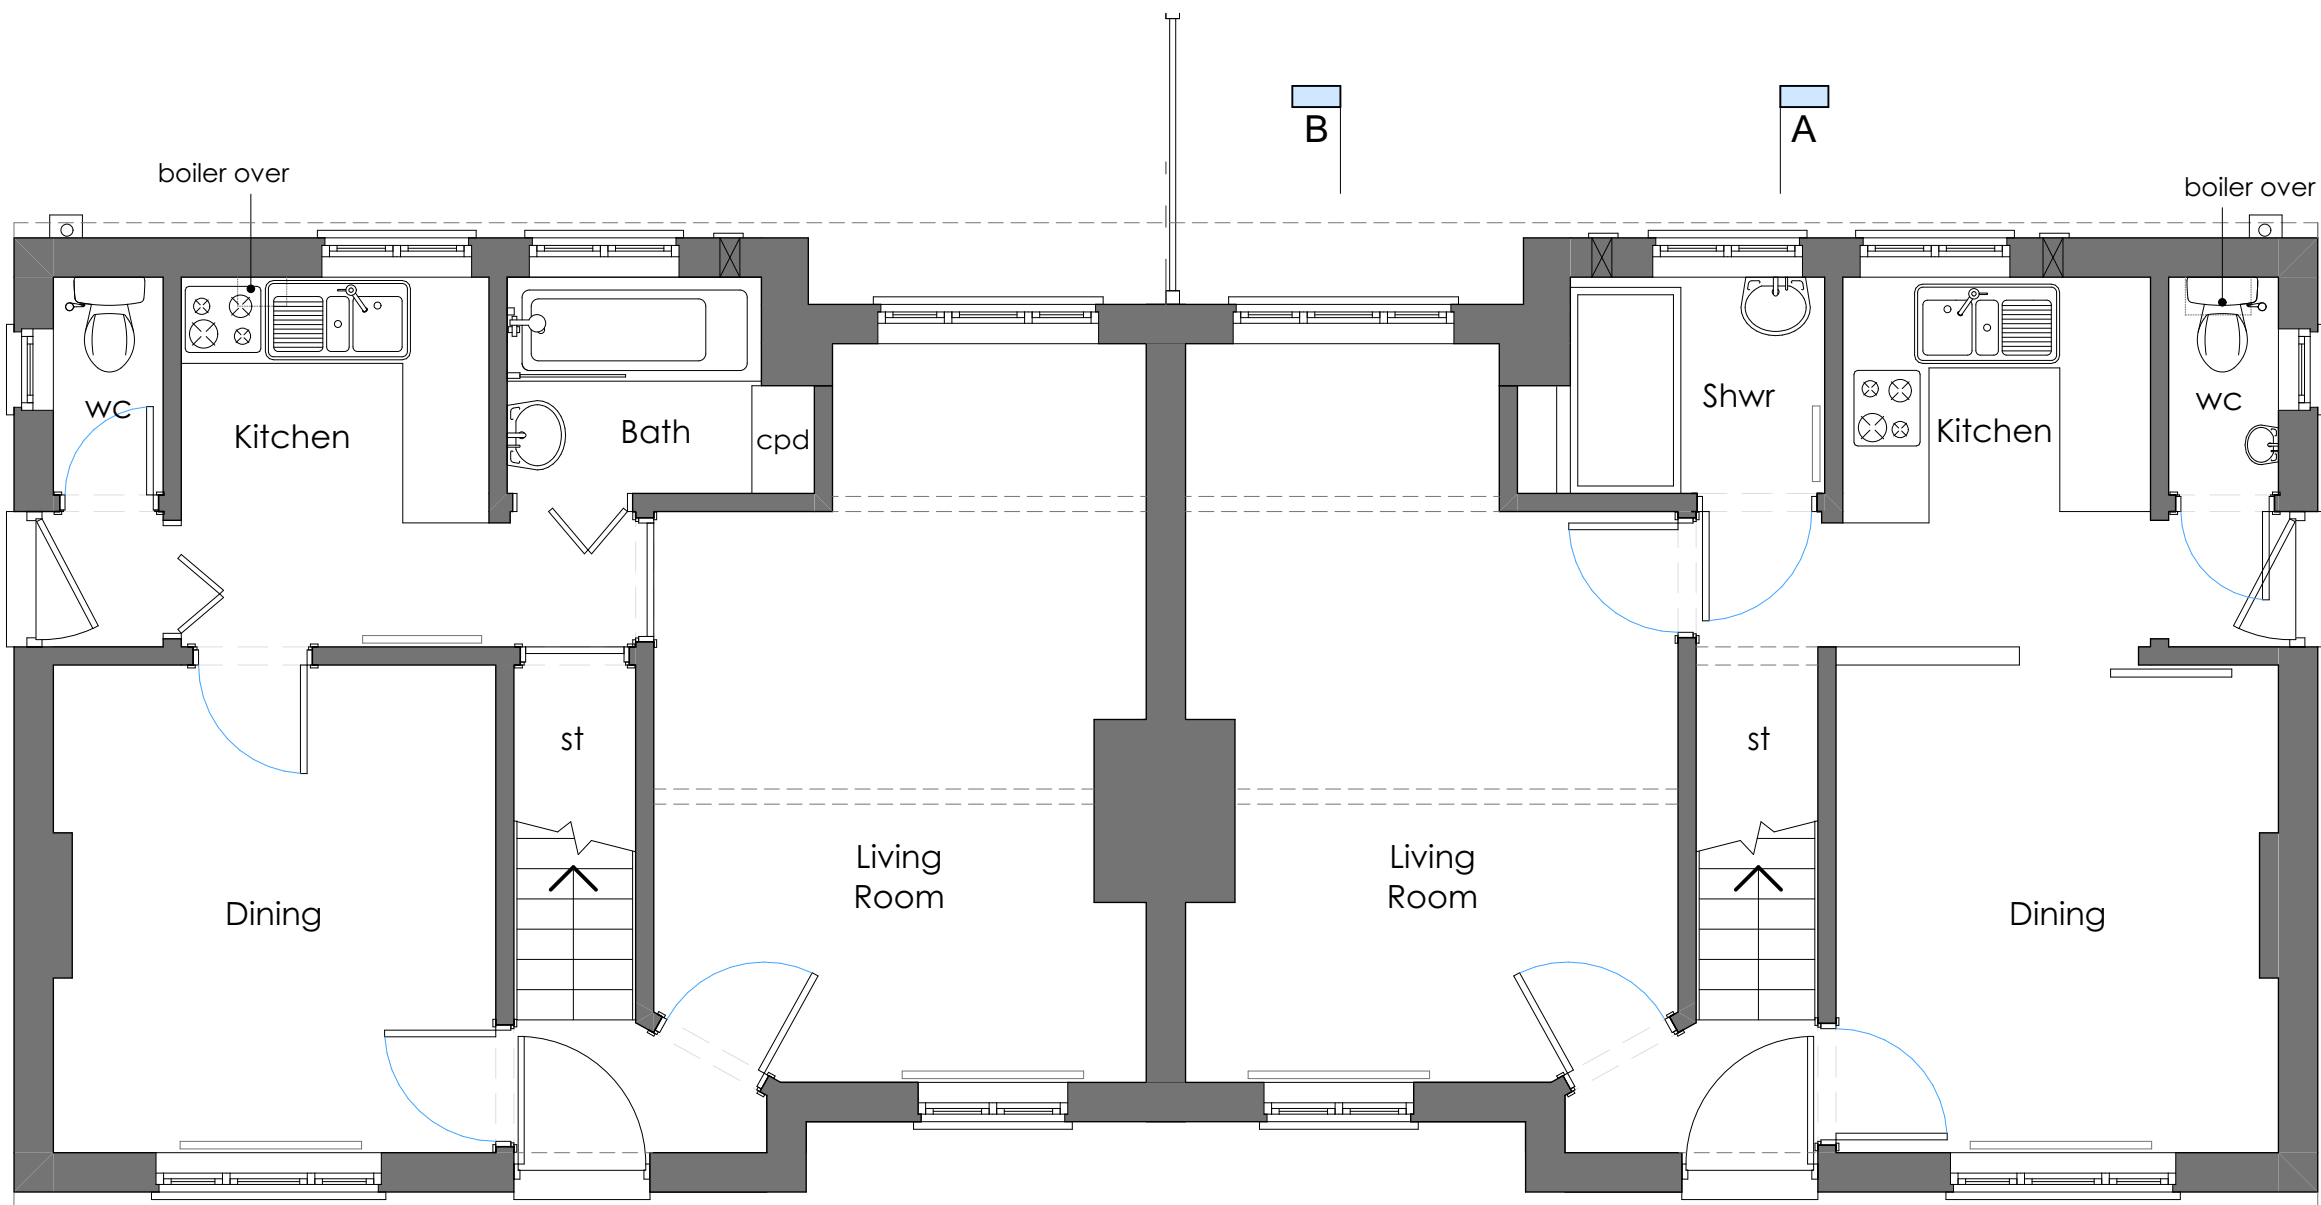 B
A
boiler over
boiler over
wc
Kitchen
Bath
cpd
Shwr
Kitchen
wc
st
st
Living
Room
Living
Room
Dining
Dining